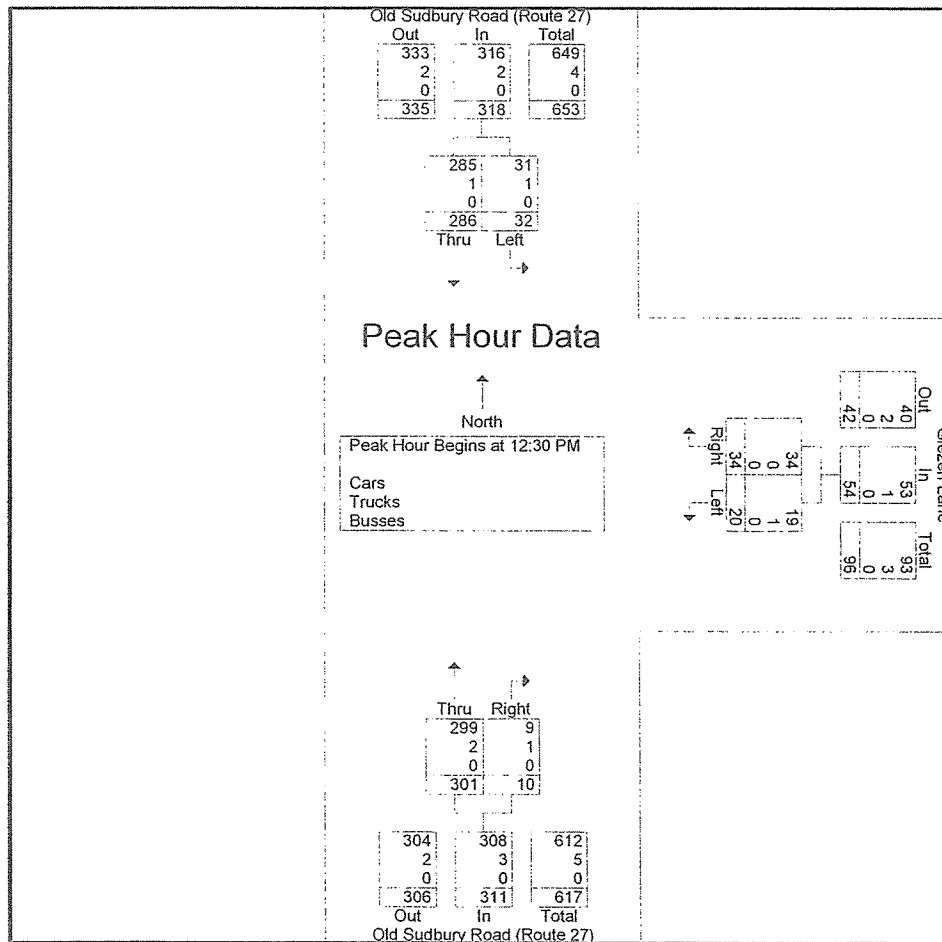 Old Sudbury Road (Route 27)
Out In Total
333 316 649
2 2 4
0 0 0
335 318 653
285 31
1 1
0 0
286 32
Thru Left
Peak Hour Data
North
Peak Hour Begins at 12:30 PM
Cars
Trucks
Busses
Out In Total
40 53 93
2 1 3
0 0 0
42 54 96
34 19
0 1
0 0
34 20
Right Left
Thru Right
299 9
2 1
0 0
301 10
304 308 612
2 3 5
0 0 0
306 311 617
Out In Total
Old Sudbury Road (Route 27)